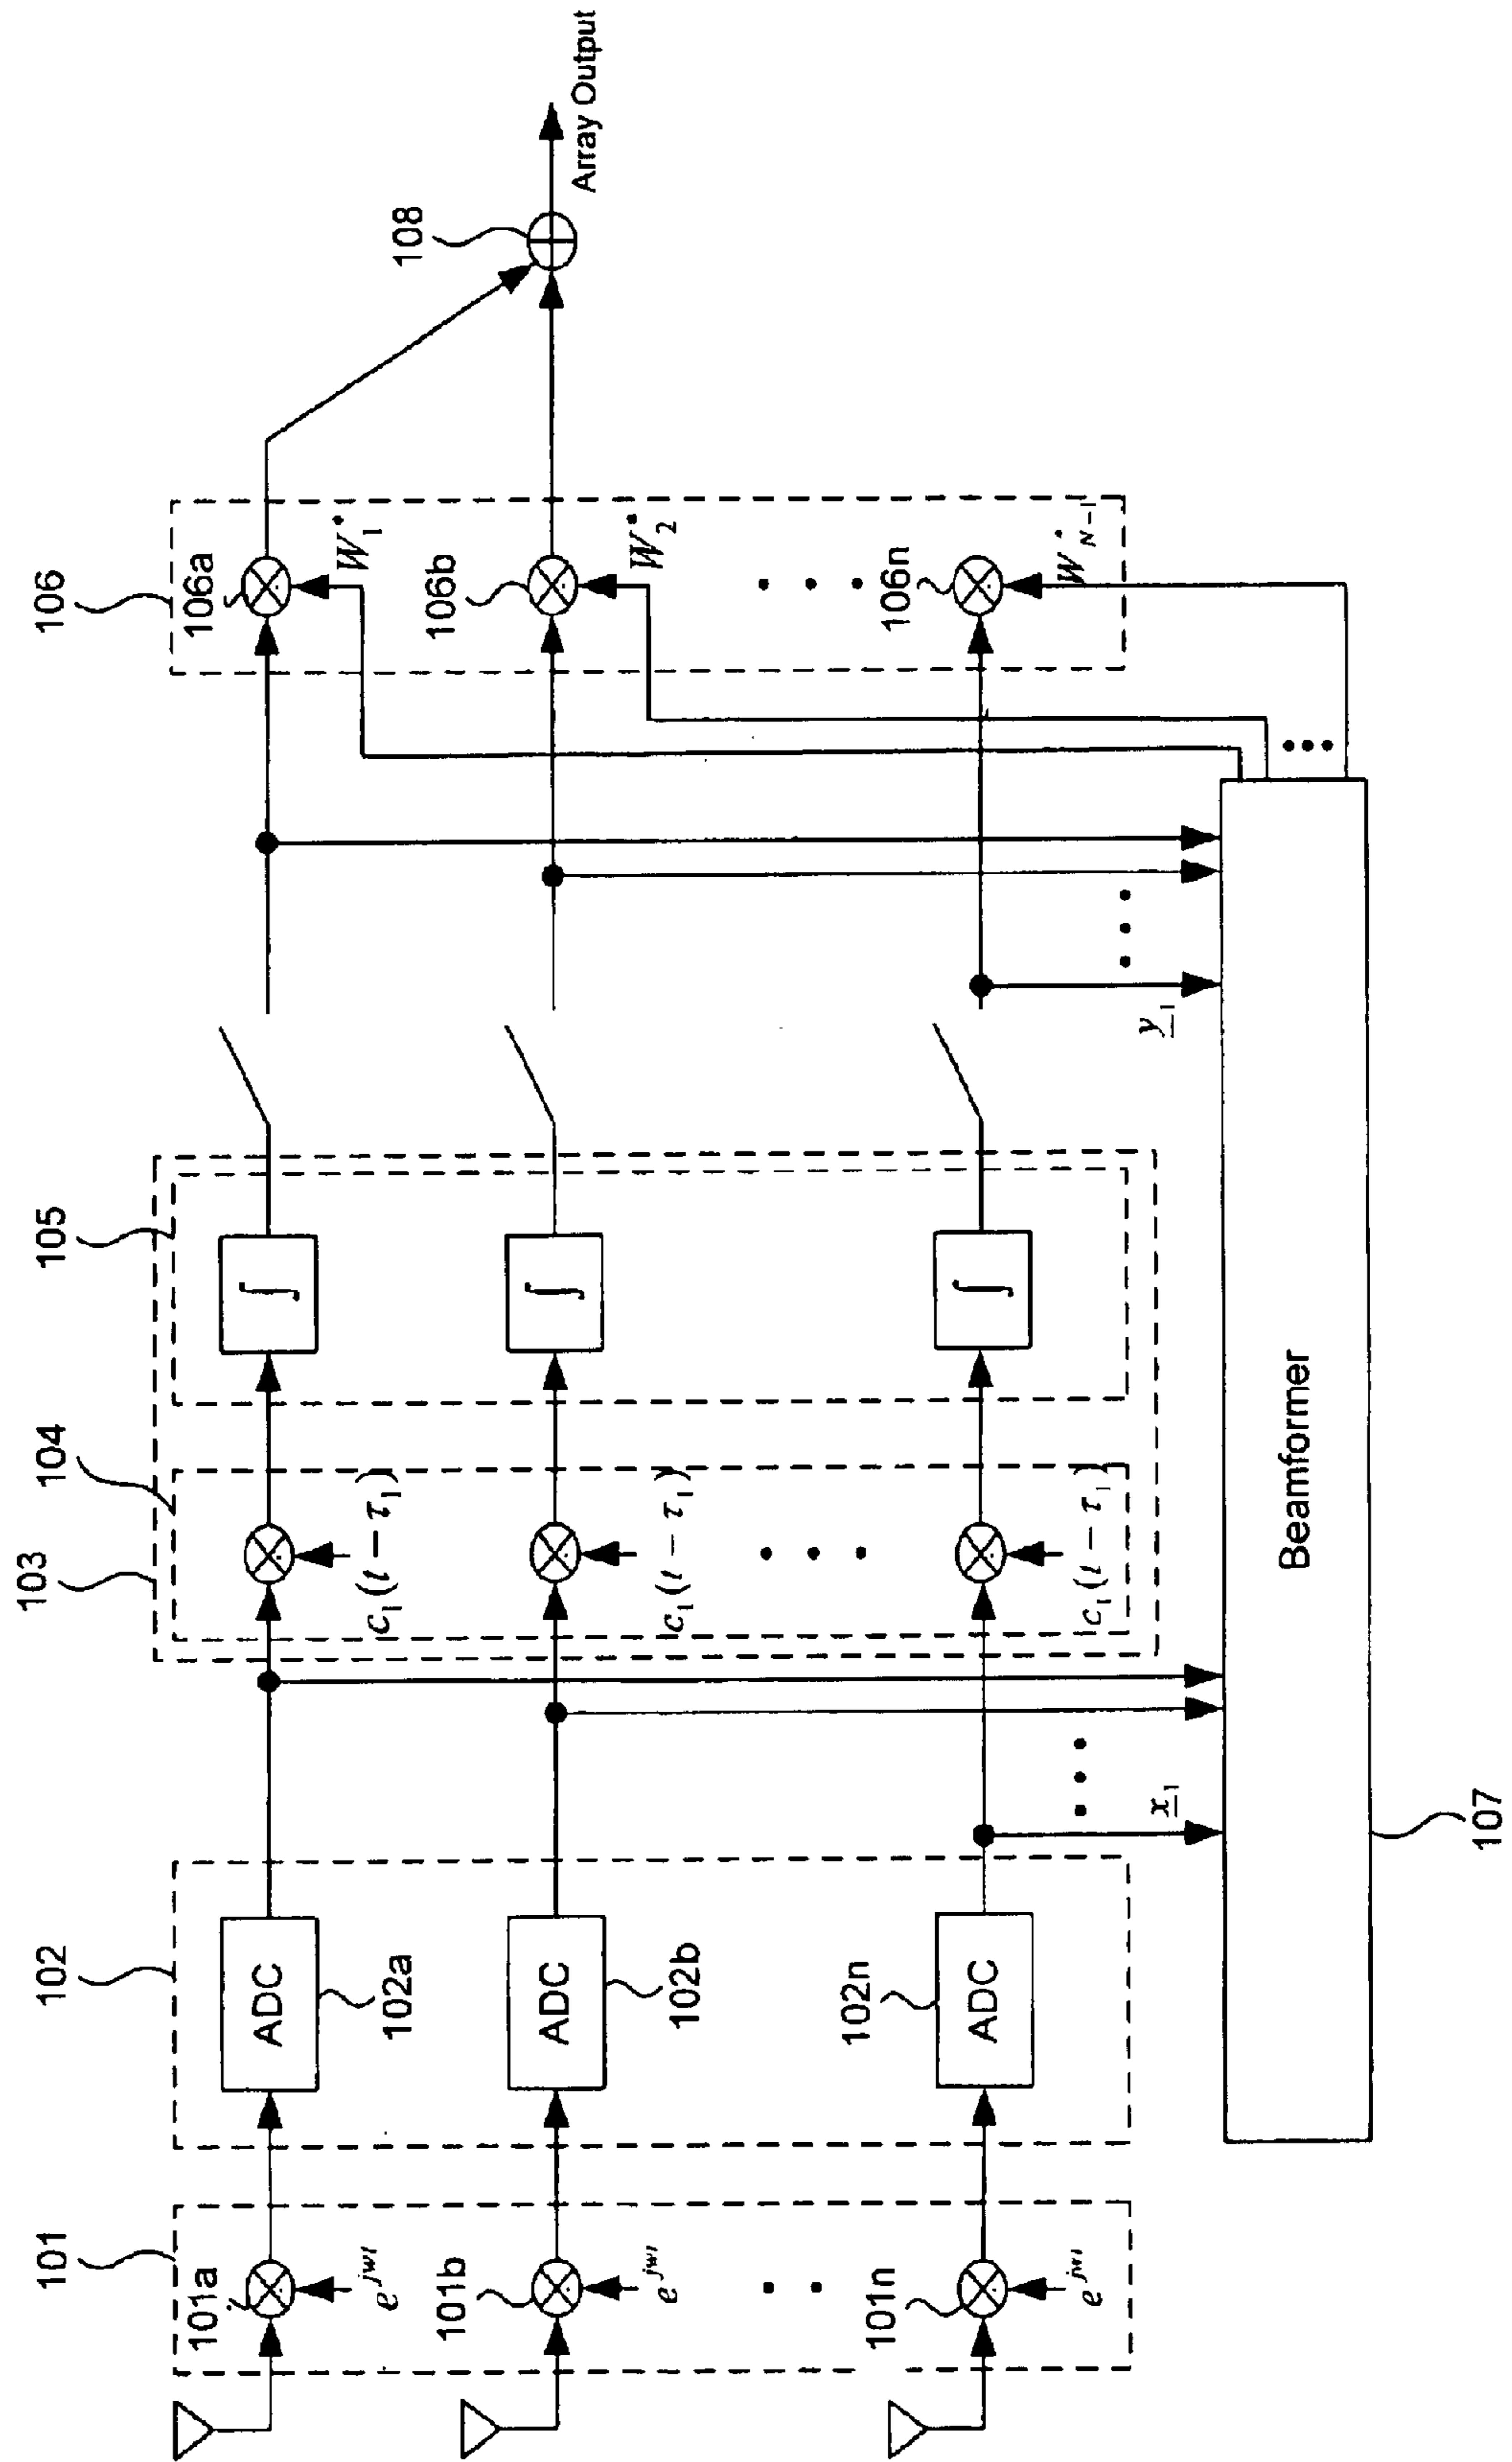 101
102
103
104
105
106
101a
102a
106a
ADC
∫
e^{jwt}
c₁(t − τ₁)
W₁*
108
Array Output
101b
ADC
102b
∫
e^{jwt}
c₁(t − τ₁)
106b
W₂*
101n
102n
ADC
∫
e^{jwt}
c₁(t − τ₁)
106n
W*_{N−1}
x₁
y₁
Beamformer
107